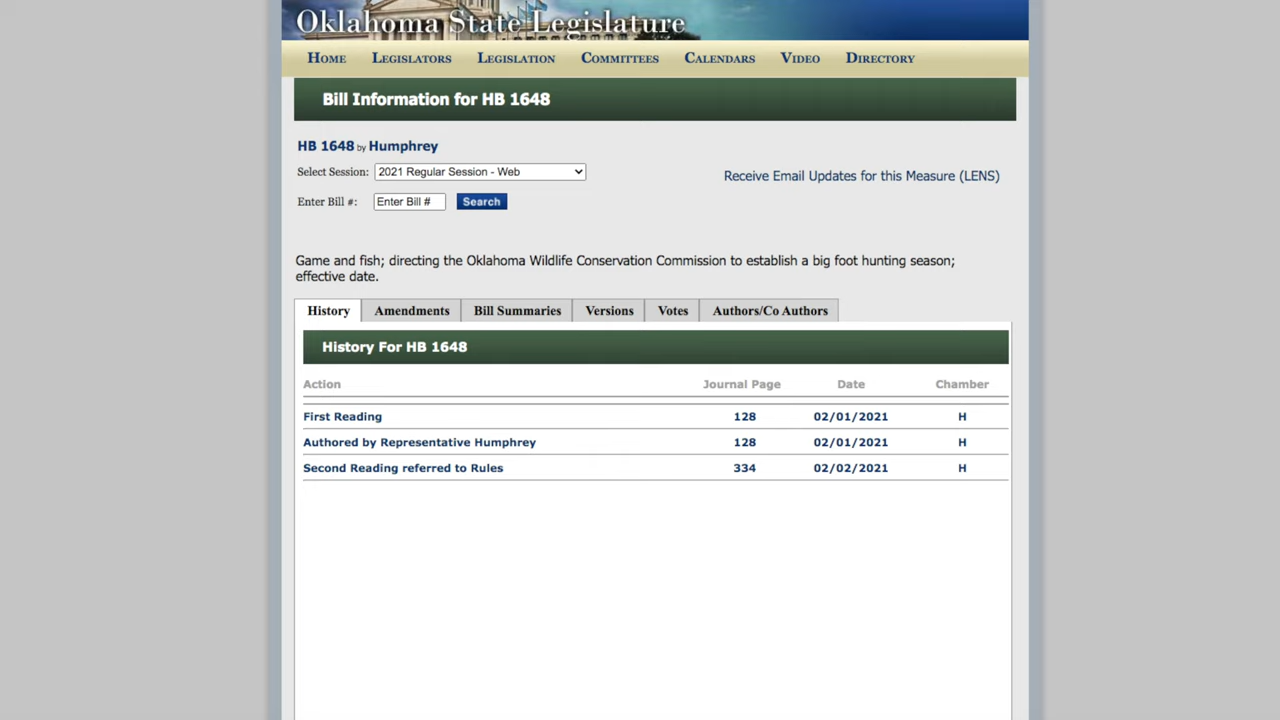 Oklahoma State Legislature
Home Legislators Legislation Committees Calendars Video Directory
Bill Information for HB 1648
HB 1648 by Humphrey
Select Session: 2021 Regular Session - Web
Receive Email Updates for this Measure (LENS)
Enter Bill #: Enter Bill # Search
Game and fish; directing the Oklahoma Wildlife Conservation Commission to establish a big foot hunting season;
effective date.
History Amendments Bill Summaries Versions Votes Authors/Co Authors
History For HB 1648
Action Journal Page Date Chamber
First Reading 128 02/01/2021 H
Authored by Representative Humphrey 128 02/01/2021 H
Second Reading referred to Rules 334 02/02/2021 H